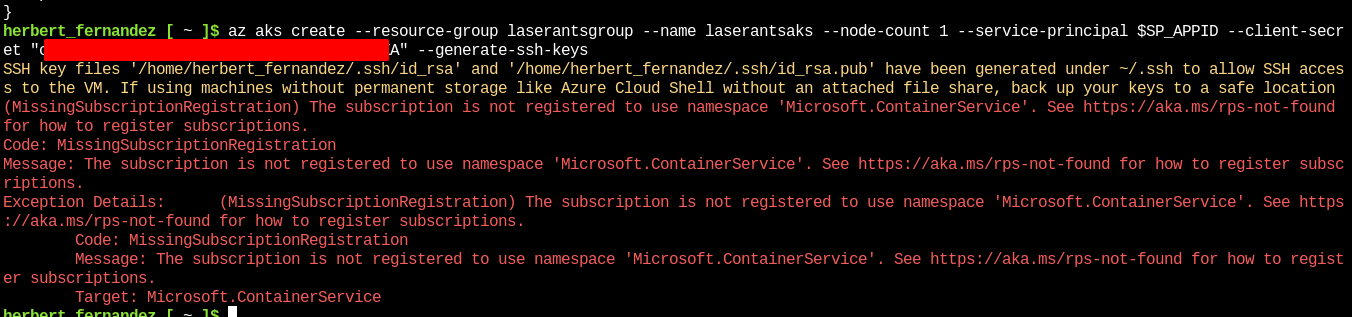 }
herbert_fernandez [ ~ ]$ az aks create --resource-group laserantsgroup --name laserantsaks --node-count 1 --service-principal $SP_APPID --client-secr
et "c A" --generate-ssh-keys
SSH key files '/home/herbert_fernandez/.ssh/id_rsa' and '/home/herbert_fernandez/.ssh/id_rsa.pub' have been generated under ~/.ssh to allow SSH acces
s to the VM. If using machines without permanent storage like Azure Cloud Shell without an attached file share, back up your keys to a safe location
(MissingSubscriptionRegistration) The subscription is not registered to use namespace 'Microsoft.ContainerService'. See https://aka.ms/rps-not-found
for how to register subscriptions.
Code: MissingSubscriptionRegistration
Message: The subscription is not registered to use namespace 'Microsoft.ContainerService'. See https://aka.ms/rps-not-found for how to register subsc
riptions.
Exception Details:      (MissingSubscriptionRegistration) The subscription is not registered to use namespace 'Microsoft.ContainerService'. See https
://aka.ms/rps-not-found for how to register subscriptions.
        Code: MissingSubscriptionRegistration
        Message: The subscription is not registered to use namespace 'Microsoft.ContainerService'. See https://aka.ms/rps-not-found for how to regist
er subscriptions.
        Target: Microsoft.ContainerService
herbert_fernandez [ ~ ]$